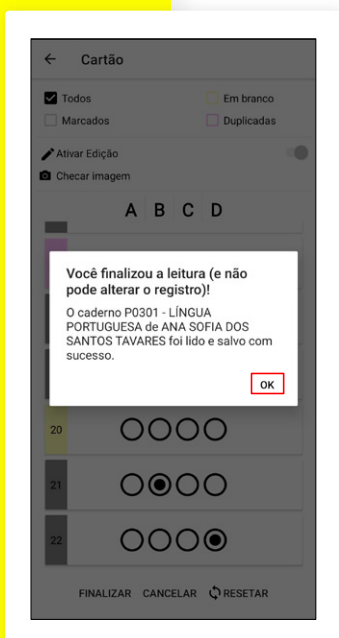 Cartão
Todos
Em branco
Marcados
Duplicadas
Ativar Edição
Checar imagem
A B C D
Você finalizou a leitura (e não
pode alterar o registro)!
O caderno P0301 - LÍNGUA
PORTUGUESA de ANA SOFIA DOS
SANTOS TAVARES foi lido e salvo com
sucesso.
OK
20
21
22
FINALIZAR CANCELAR RESETAR